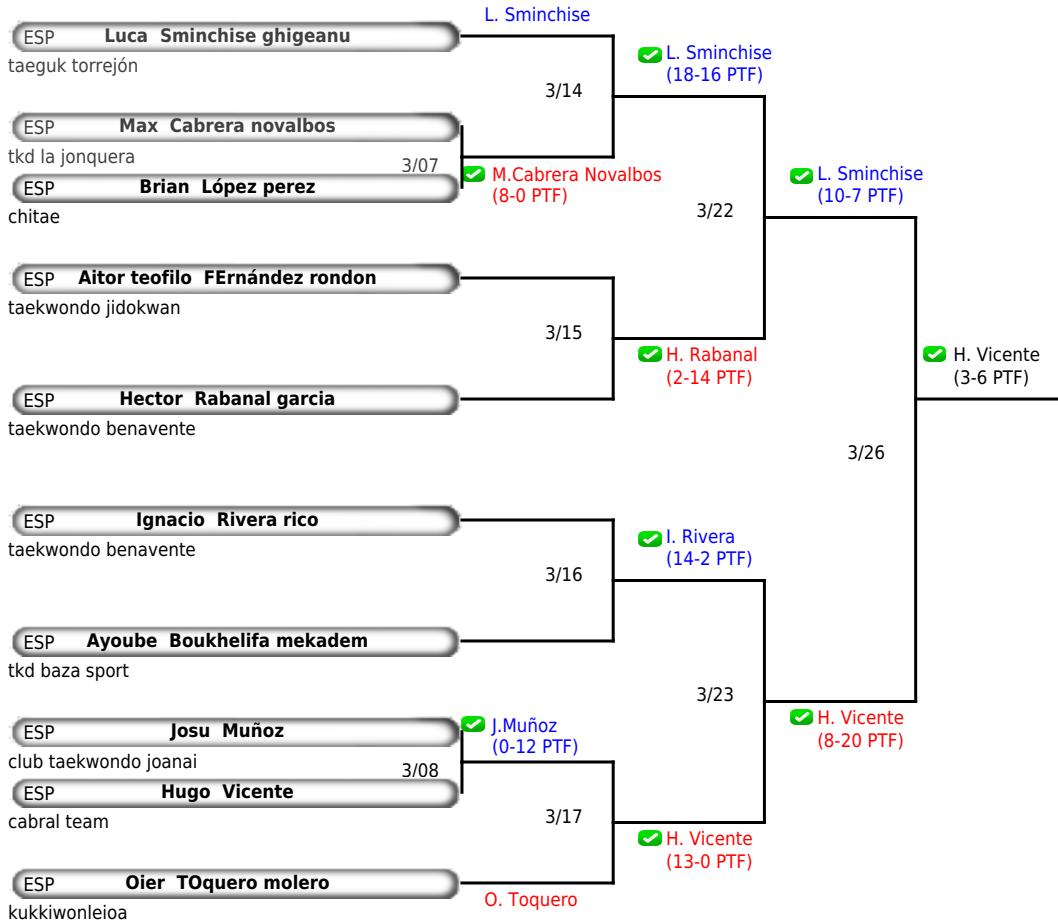 L. Sminchise
ESP Luca Sminchise ghigeanu
taeguk torrejón
L. Sminchise
(18-16 PTF)
3/14
ESP Max Cabrera novalbos
tkd la jonquera
3/07
M.Cabrera Novalbos
(8-0 PTF)
ESP Brian López perez
chitae
L. Sminchise
(10-7 PTF)
3/22
ESP Aitor teofilo FErnández rondon
taekwondo jidokwan
3/15
H. Rabanal
(2-14 PTF)
H. Vicente
(3-6 PTF)
ESP Hector Rabanal garcia
taekwondo benavente
3/26
ESP Ignacio Rivera rico
taekwondo benavente
I. Rivera
(14-2 PTF)
3/16
ESP Ayoube Boukhelifa mekadem
tkd baza sport
3/23
H. Vicente
(8-20 PTF)
ESP Josu Muñoz
club taekwondo joanai
J.Muñoz
(0-12 PTF)
3/08
ESP Hugo Vicente
cabral team
3/17
H. Vicente
(13-0 PTF)
ESP Oier TOquero molero
kukkiwonleioa
O. Toquero